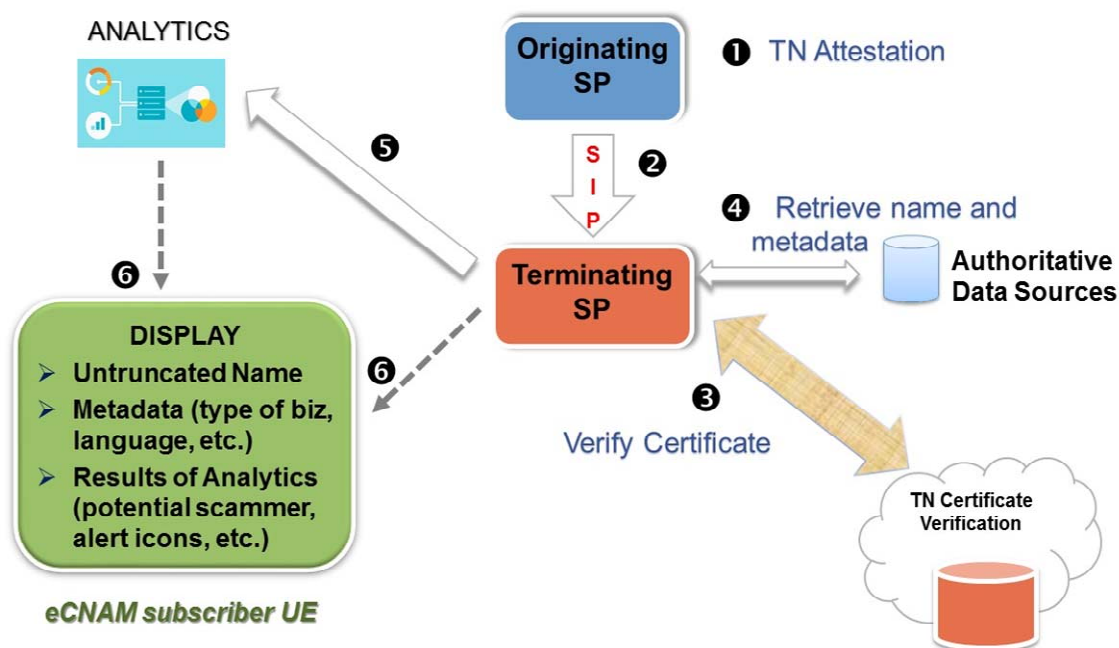 ANALYTICS
Originating
SP
❶ TN Attestation
❺
S
I
P
❷
❹ Retrieve name and
metadata
Terminating
SP
Authoritative
Data Sources
❻
DISPLAY
➢ Untruncated Name
➢ Metadata (type of biz,
language, etc.)
➢ Results of Analytics
(potential scammer,
alert icons, etc.)
❻
❸
Verify Certificate
TN Certificate
Verification
eCNAM subscriber UE